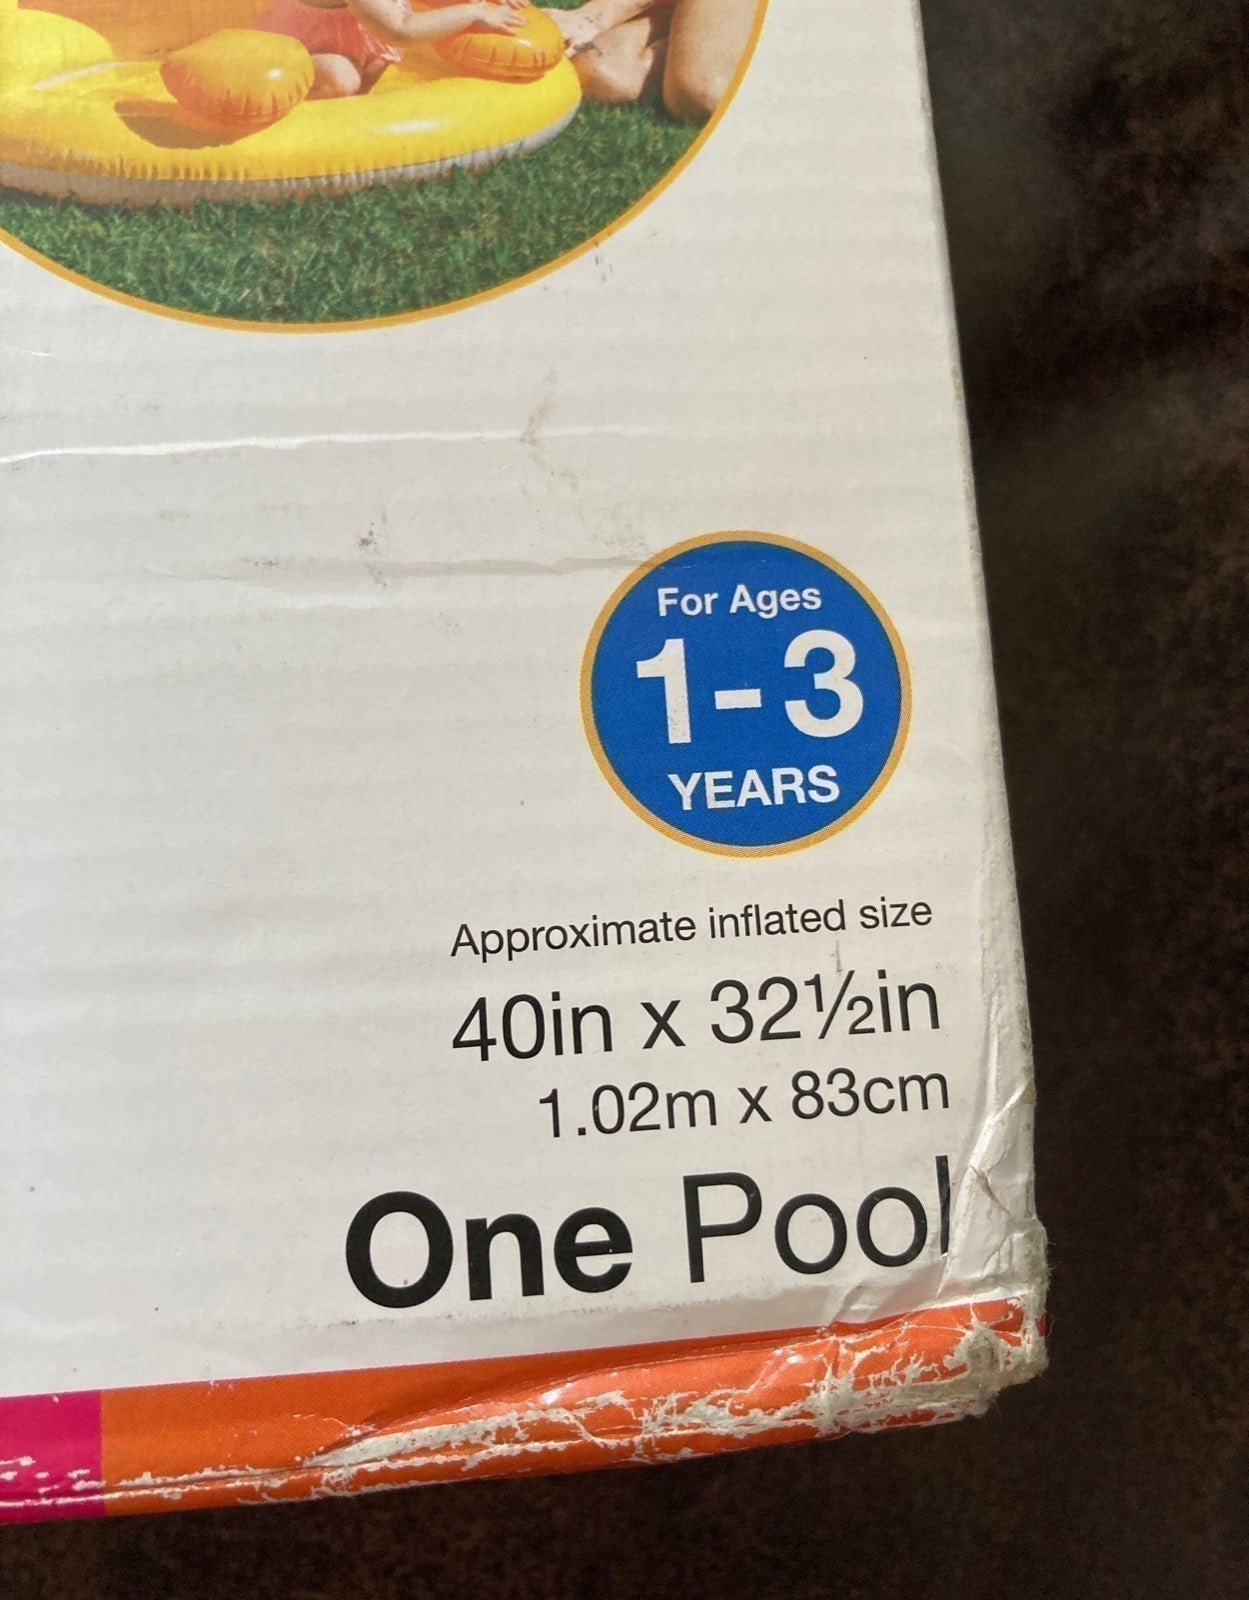 For Ages
1-3
YEARS
Approximate inflated size
40in x 32½in
1.02m x 83cm
One Pool